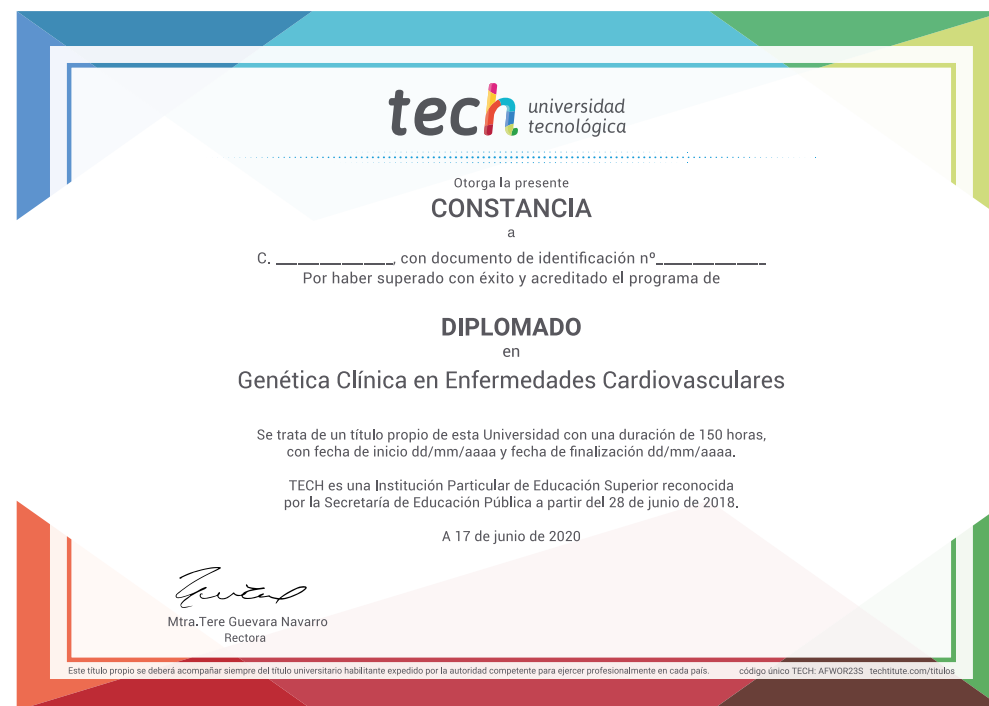 tech universidad
tecnológica
Otorga la presente
CONSTANCIA
a
C. ______________, con documento de identificación nº_____________
Por haber superado con éxito y acreditado el programa de
DIPLOMADO
en
Genética Clínica en Enfermedades Cardiovasculares
Se trata de un título propio de esta Universidad con una duración de 150 horas,
con fecha de inicio dd/mm/aaaa y fecha de finalización dd/mm/aaaa.
TECH es una Institución Particular de Educación Superior reconocida
por la Secretaría de Educación Pública a partir del 28 de junio de 2018.
A 17 de junio de 2020
Mtra.Tere Guevara Navarro
Rectora
Este título propio se deberá acompañar siempre del título universitario habilitante expedido por la autoridad competente para ejercer profesionalmente en cada país. código único TECH: AFWOR23S techtitute.com/titulos